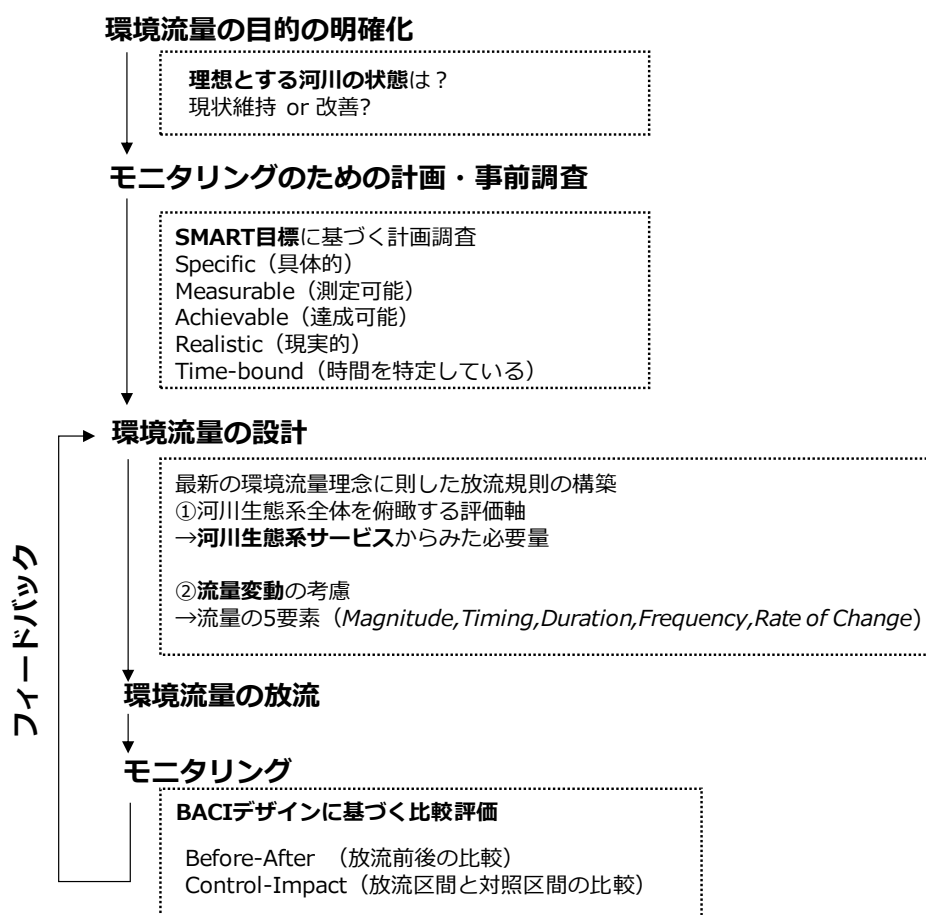 環境流量の目的の明確化
理想とする河川の状態は？
現状維持 or 改善?
モニタリングのための計画・事前調査
SMART目標に基づく計画調査
Specific（具体的）
Measurable（測定可能）
Achievable（達成可能）
Realistic（現実的）
Time-bound（時間を特定している）
環境流量の設計
最新の環境流量理念に則した放流規則の構築
①河川生態系全体を俯瞰する評価軸
→河川生態系サービスからみた必要量
②流量変動の考慮
→流量の5要素（Magnitude,Timing,Duration,Frequency,Rate of Change）
フィードバック
環境流量の放流
モニタリング
BACIデザインに基づく比較評価
Before-After （放流前後の比較）
Control-Impact（放流区間と対照区間の比較）